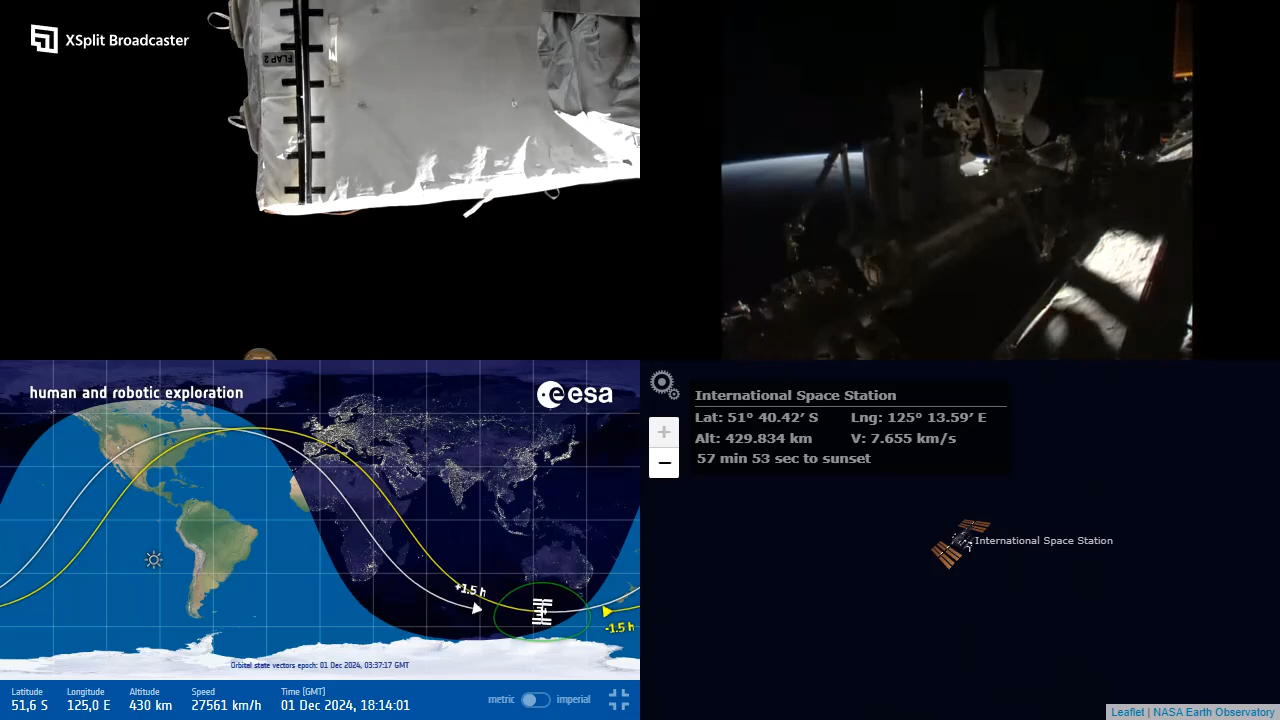 XSplit Broadcaster
FLAP 2
human and robotic exploration
esa
+1.5 h
-1.5 h
Orbital state vectors epoch: 01 Dec 2024, 03:37:17 GMT
Latitude
51,6 S
Longitude
125,0 E
Altitude
430 km
Speed
27561 km/h
Time [GMT]
01 Dec 2024, 18:14:01
metric
imperial
+
−
International Space Station
Lat: 51° 40.42′ S
Lng: 125° 13.59′ E
Alt: 429.834 km
V: 7.655 km/s
57 min 53 sec to sunset
International Space Station
Leaflet | NASA Earth Observatory